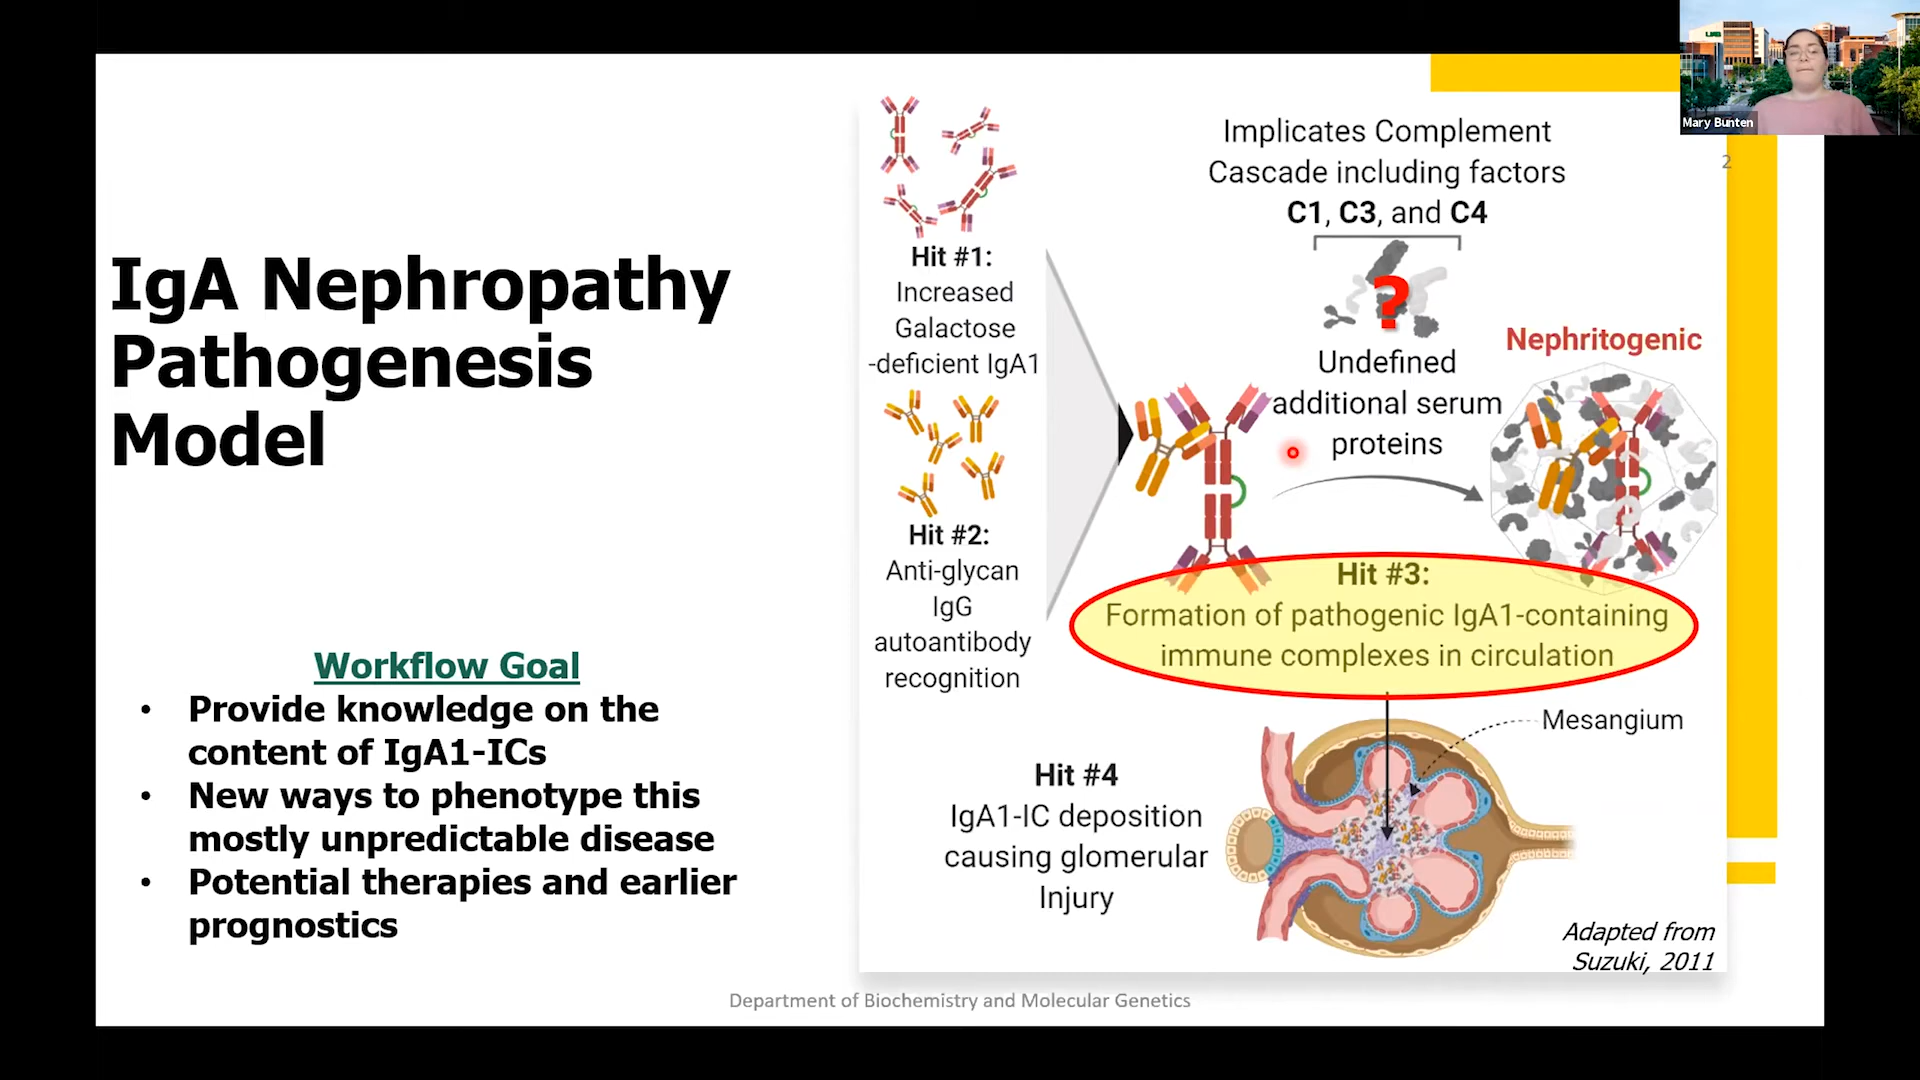 IgA Nephropathy
Pathogenesis
Model
Workflow Goal
• Provide knowledge on the
content of IgA1-ICs
• New ways to phenotype this
mostly unpredictable disease
• Potential therapies and earlier
prognostics
Hit #1:
Increased
Galactose
-deficient IgA1
Hit #2:
Anti-glycan
IgG
autoantibody
recognition
Implicates Complement
Cascade including factors
C1, C3, and C4
?
Undefined
additional serum
proteins
Nephritogenic
Hit #3:
Formation of pathogenic IgA1-containing
immune complexes in circulation
Mesangium
Hit #4
IgA1-IC deposition
causing glomerular
Injury
Adapted from
Suzuki, 2011
Department of Biochemistry and Molecular Genetics
2
UAB
Mary Bunten